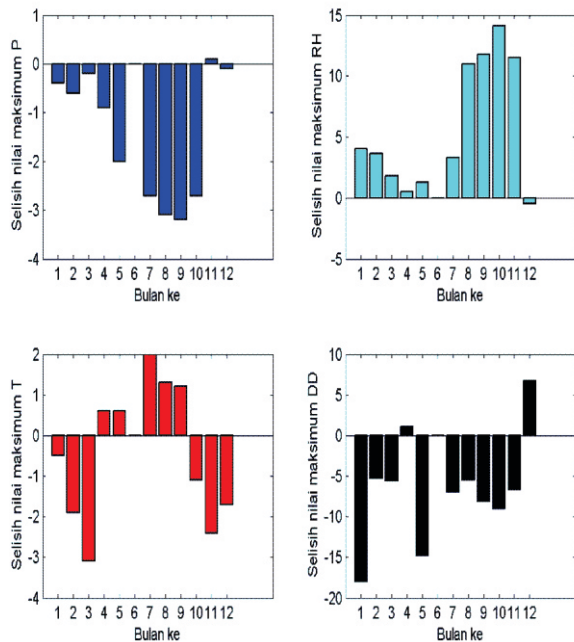 Selisih nilai maksimum P
1
0
-1
-2
-3
-4
1 2 3 4 5 6 7 8 9 10 11 12
Bulan ke
Selisih nilai maksimum RH
15
10
5
0
-5
1 2 3 4 5 6 7 8 9 10 11 12
Bulan ke
Selisih nilai maksimum T
2
1
0
-1
-2
-3
-4
1 2 3 4 5 6 7 8 9 10 11 12
Bulan ke
Selisih nilai maksimum DD
10
5
0
-5
-10
-15
-20
1 2 3 4 5 6 7 8 9 10 11 12
Bulan ke